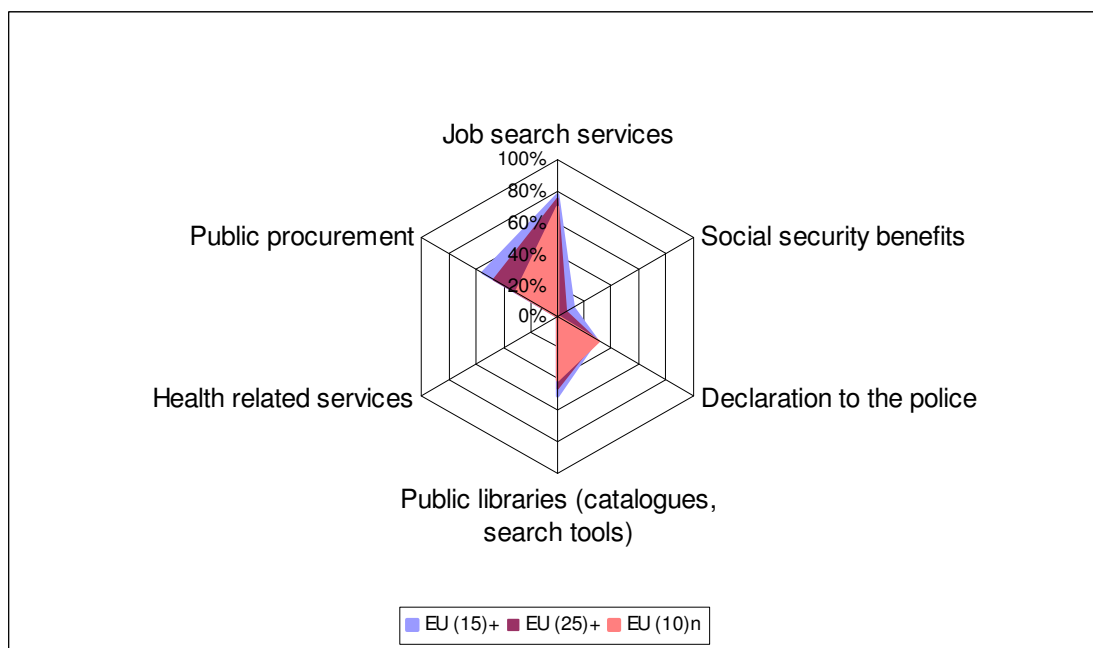 Job search services
100%
80%
60%
40%
20%
0%
Public procurement
Social security benefits
Health related services
Declaration to the police
Public libraries (catalogues,
search tools)
EU (15)+ EU (25)+ EU (10)n